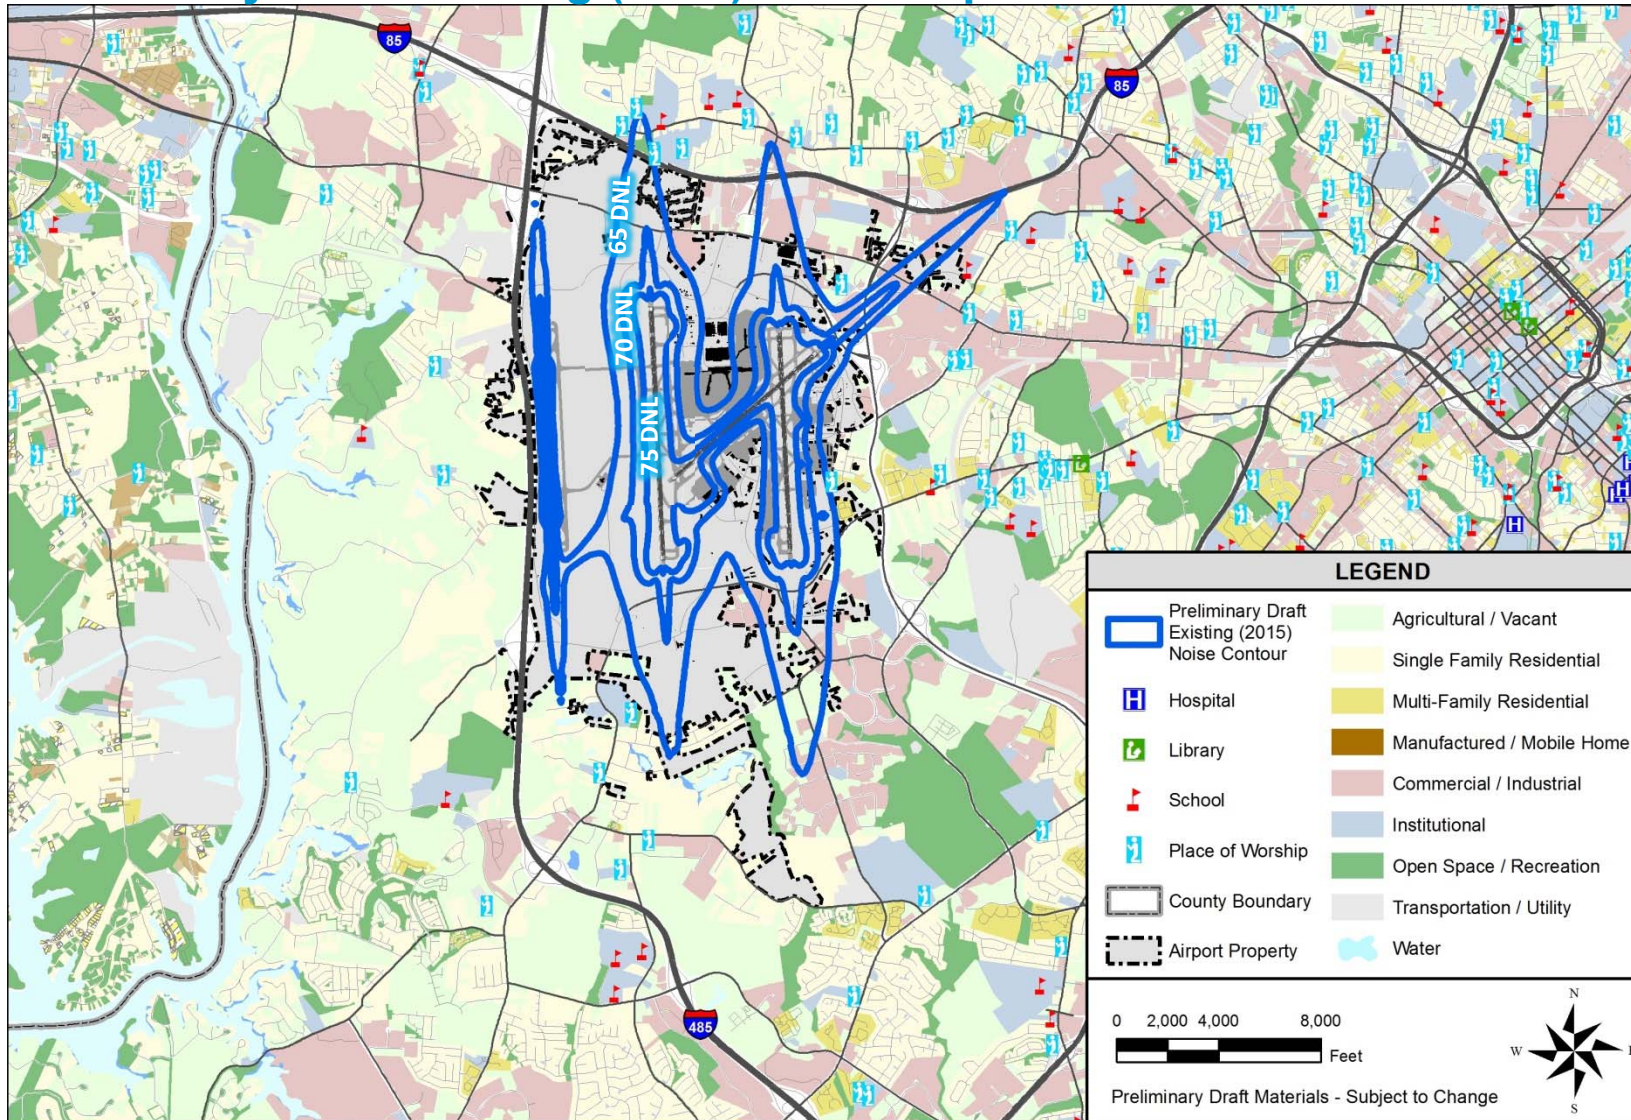 85
85
65 DNL
70 DNL
75 DNL
485
H
H
LEGEND
Preliminary Draft
Existing (2015)
Noise Contour
H Hospital
Library
School
Place of Worship
County Boundary
Airport Property
Agricultural / Vacant
Single Family Residential
Multi-Family Residential
Manufactured / Mobile Home
Commercial / Industrial
Institutional
Open Space / Recreation
Transportation / Utility
Water
0 2,000 4,000 8,000
Feet
N
W
S
Preliminary Draft Materials - Subject to Change